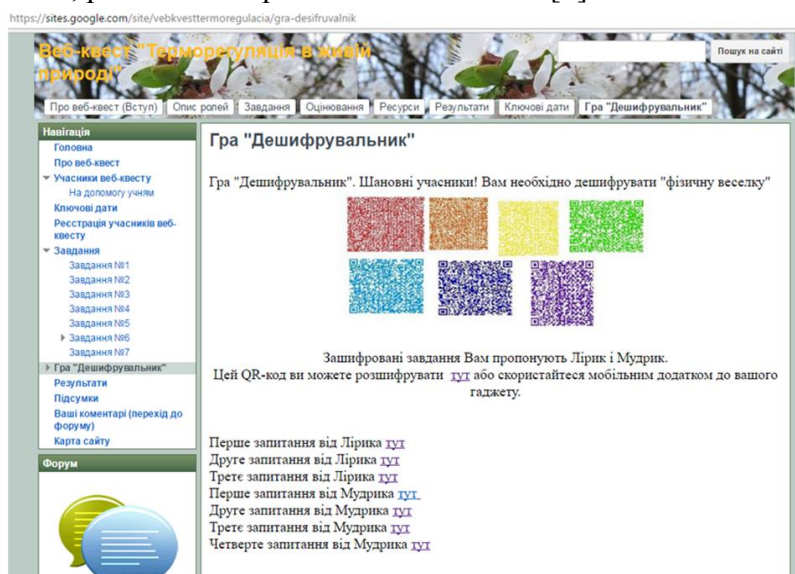 https://sites.google.com/site/vebkvesttermoregulacia/gra-desifruvalnik
Веб-квест "Терморегуляція в живій
природі"
Пошук на сайті
Про веб-квест (Вступ) Опис ролей Завдання Оцінювання Ресурси Результати Ключові дати Гра "Дешифрувальник"
Навігація
Головна
Про веб-квест
Учасники веб-квесту
На допомогу учням
Ключові дати
Реєстрація учасників веб-
квесту
Завдання
Завдання №1
Завдання №2
Завдання №3
Завдання №4
Завдання №5
Завдання №6
Завдання №7
Гра "Дешифрувальник"
Результати
Підсумки
Ваші коментарі (перехід до
форуму)
Карта сайту
Форум
Гра "Дешифрувальник"
Гра "Дешифрувальник". Шановні учасники! Вам необхідно дешифрувати "фізичну веселку"
Зашифровані завдання Вам пропонують Лірик і Мудрик.
Цей QR-код ви можете розшифрувати тут або скористайтеся мобільним додатком до вашого
гаджету.
Перше запитання від Лірика тут
Друге запитання від Лірика тут
Третє запитання від Лірика тут
Перше запитання від Мудрика тут
Друге запитання від Мудрика тут
Третє запитання від Мудрика тут
Четверте запитання від Мудрика тут